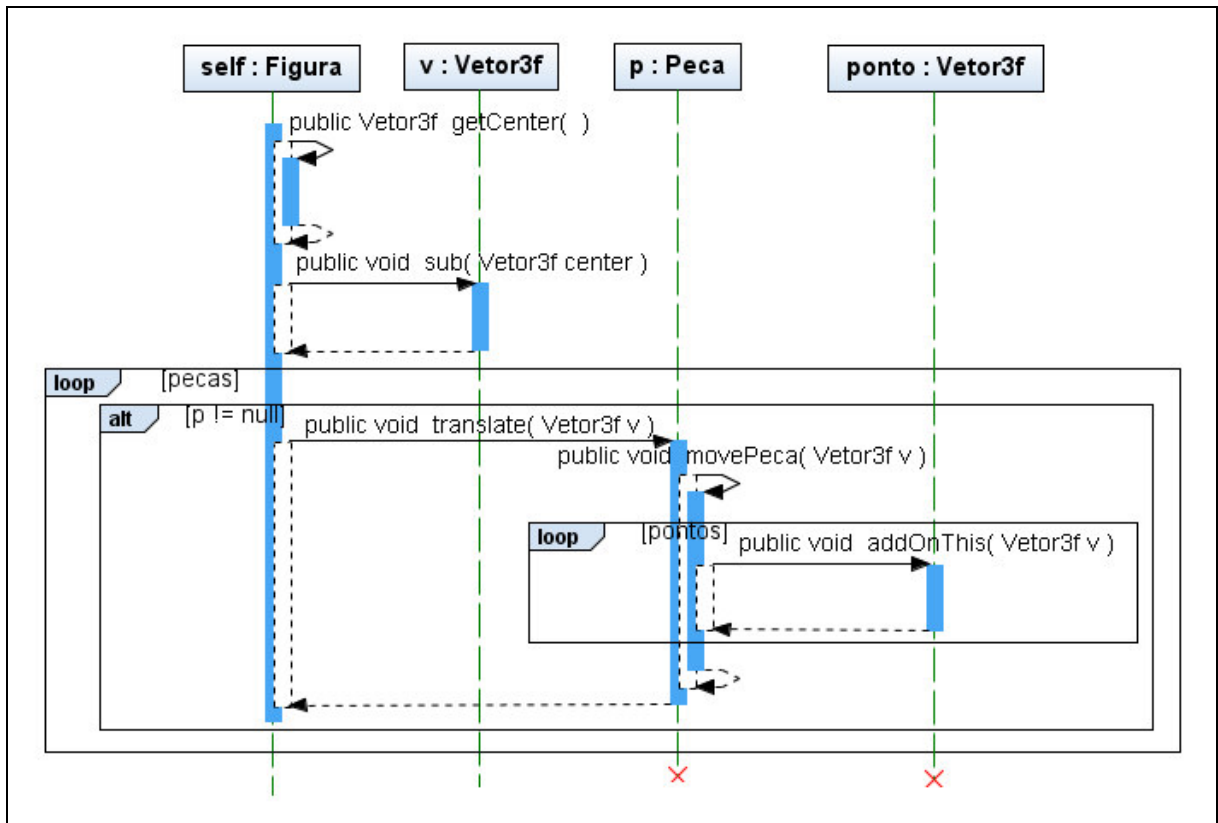 self : Figura
v : Vetor3f
p : Peca
ponto : Vetor3f
public Vetor3f getCenter( )
public void sub( Vetor3f center )
loop [pecas]
alt [p != null]
public void translate( Vetor3f v )
public void movePeca( Vetor3f v )
loop [pontos]
public void addOnThis( Vetor3f v )